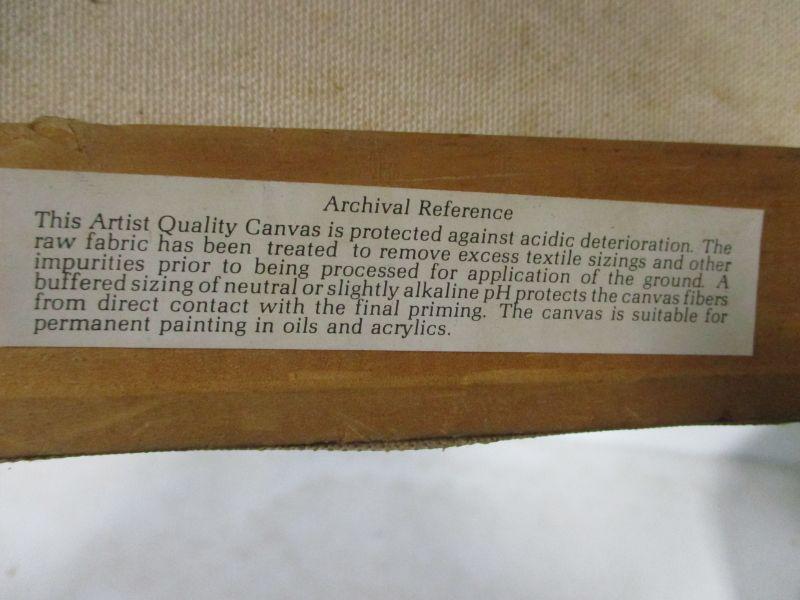 Archival Reference
This Artist Quality Canvas is protected against acidic deterioration. The
raw fabric has been treated to remove excess textile sizings and other
impurities prior to being processed for application of the ground. A
buffered sizing of neutral or slightly alkaline pH protects the canvas fibers
from direct contact with the final priming. The canvas is suitable for
permanent painting in oils and acrylics.